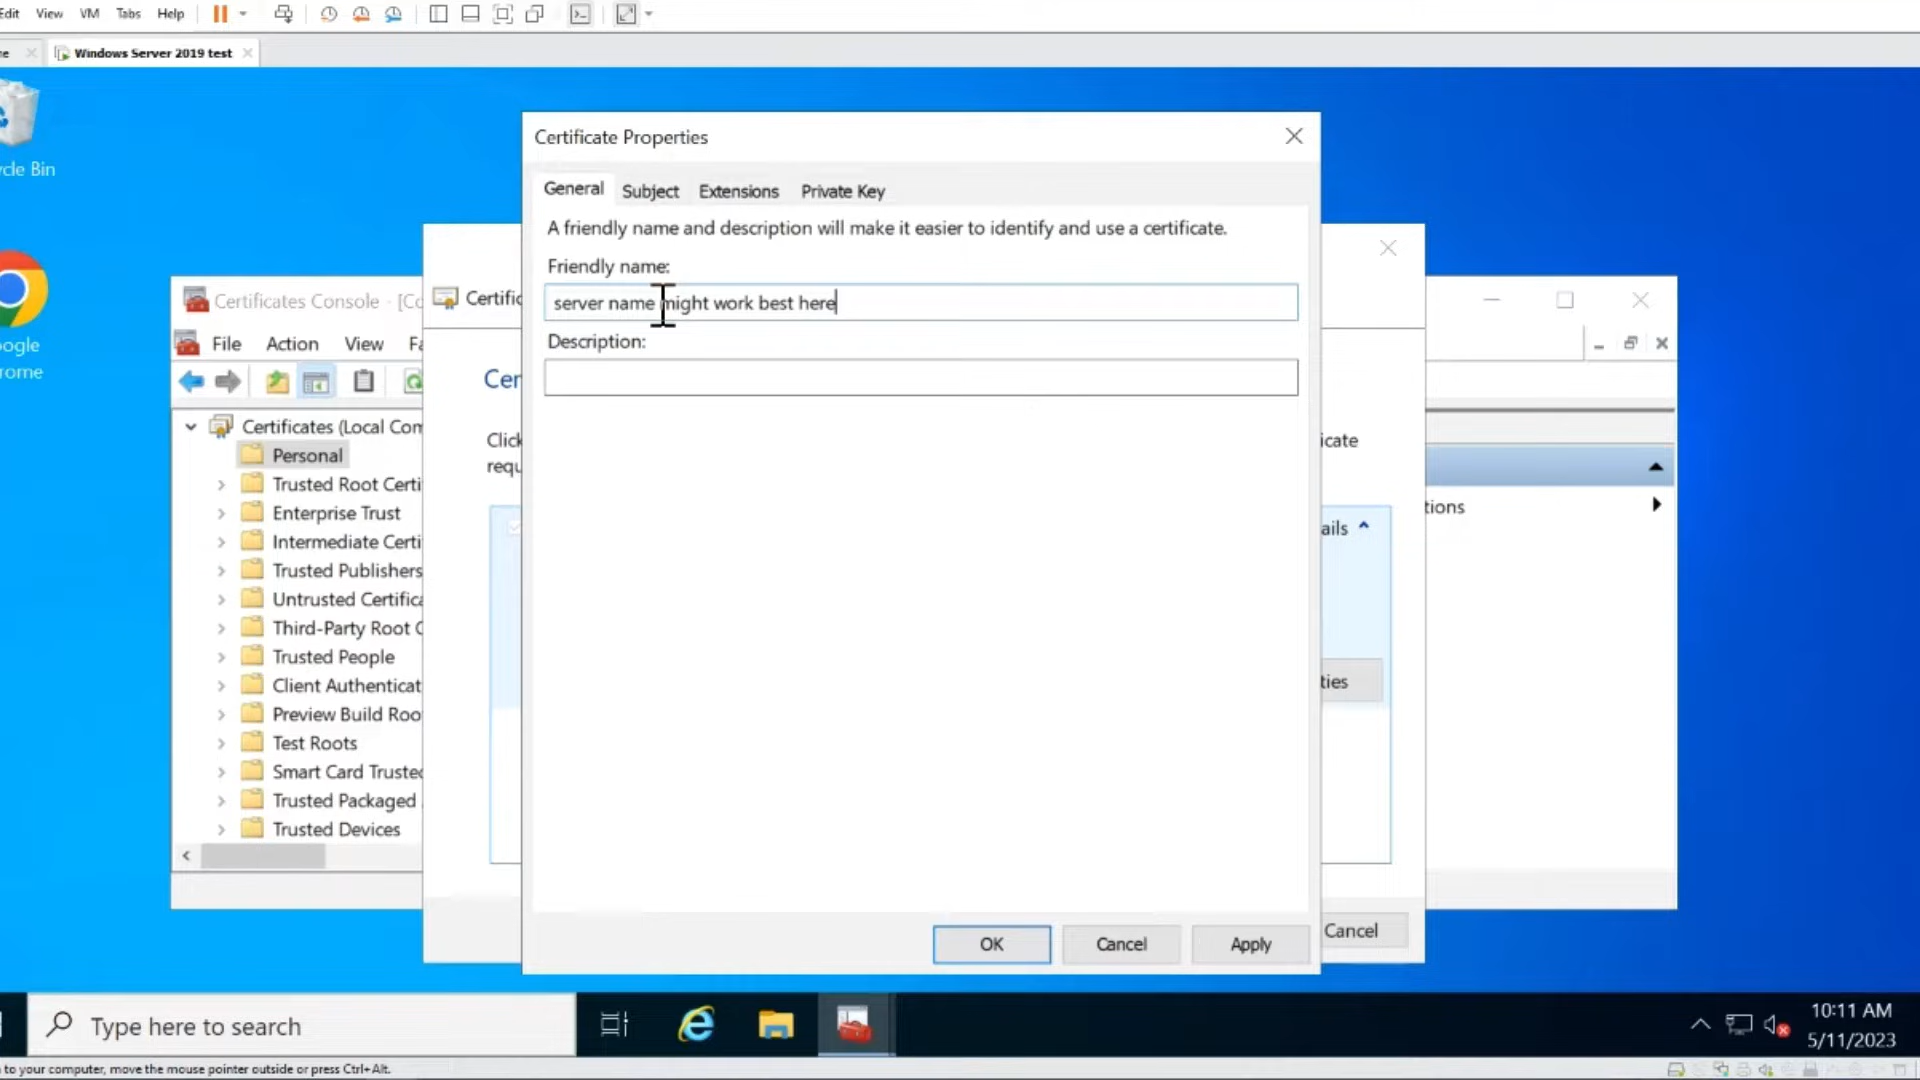 Edit View VM Tabs Help
Windows Server 2019 test
Certificate Properties
General Subject Extensions Private Key
A friendly name and description will make it easier to identify and use a certificate.
Friendly name:
server name might work best here
Description:
OK Cancel Apply
cle Bin
ogle
rome
Certificates Console - [Co
File Action View Fa
Certificates (Local Com
Personal
Trusted Root Certi
Enterprise Trust
Intermediate Certi
Trusted Publishers
Untrusted Certifica
Third-Party Root C
Trusted People
Client Authenticat
Preview Build Roo
Test Roots
Smart Card Trusted
Trusted Packaged
Trusted Devices
Certific
Cer
Click
requ
icate
ails
ties
Cancel
tions
Type here to search
10:11 AM
5/11/2023
to your computer, move the mouse pointer outside or press Ctrl+Alt.